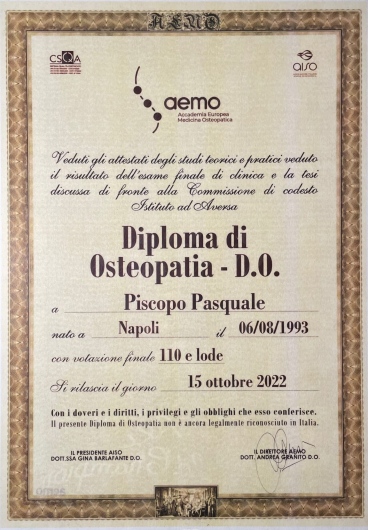 AEMO
CSQA
aiso
aemo
Accademia Europea
Medicina Osteopatica
Veduti gli attestati degli studi teorici e pratici veduto
il risultato dell'esame finale di clinica e la tesi
discussa di fronte alla Commissione di codesto
Istituto ad Aversa
Diploma di
Osteopatia - D.O.
a Piscopo Pasquale
nato a Napoli il 06/08/1993
con votazione finale 110 e lode
Si rilascia il giorno 15 ottobre 2022
Con i doveri e i diritti, i privilegi e gli obblighi che esso conferisce.
Il presente Diploma di Osteopatia non è ancora legalmente riconosciuto in Italia.
IL PRESIDENTE AISO
DOTT.SSA GINA BARLAFANTE D.O.
IL DIRETTORE AEMO
DOTT. ANDREA GRANITO D.O.